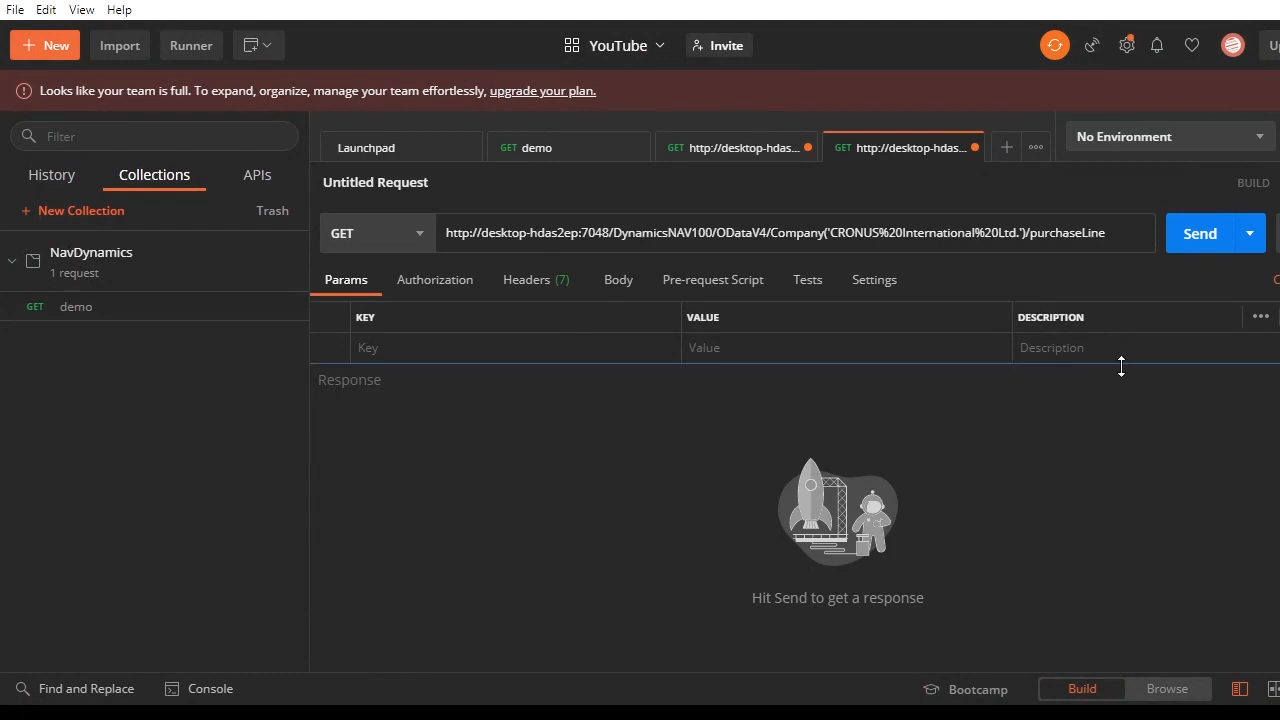 File Edit View Help
New Import Runner YouTube Invite
Looks like your team is full. To expand, organize, manage your team effortlessly, upgrade your plan.
Filter
Launchpad GET demo GET http://desktop-hdas... GET http://desktop-hdas... No Environment
History Collections APIs
Untitled Request BUILD
+ New Collection Trash
GET http://desktop-hdas2ep:7048/DynamicsNAV100/ODataV4/Company('CRONUS%20International%20Ltd.')/purchaseLine Send
NavDynamics
1 request
Params Authorization Headers (7) Body Pre-request Script Tests Settings
GET demo
KEY VALUE DESCRIPTION
Key Value Description
Response
Hit Send to get a response
Find and Replace Console Bootcamp Build Browse